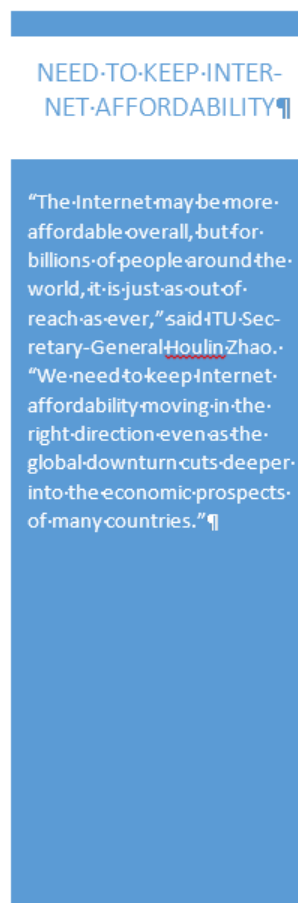 NEED·TO·KEEP·INTER-
NET·AFFORDABILITY¶
“The·Internet·may·be·more·
affordable·overall,·but·for·
billions·of·people·around·the·
world,·it·is·just·as·out·of·
reach·as·ever,”·said·ITU·Sec-
retary-General·Houlin·Zhao.·
“We·need·to·keep·Internet·
affordability·moving·in·the·
right·direction·even·as·the·
global·downturn·cuts·deeper·
into·the·economic·prospects·
of·many·countries.”¶